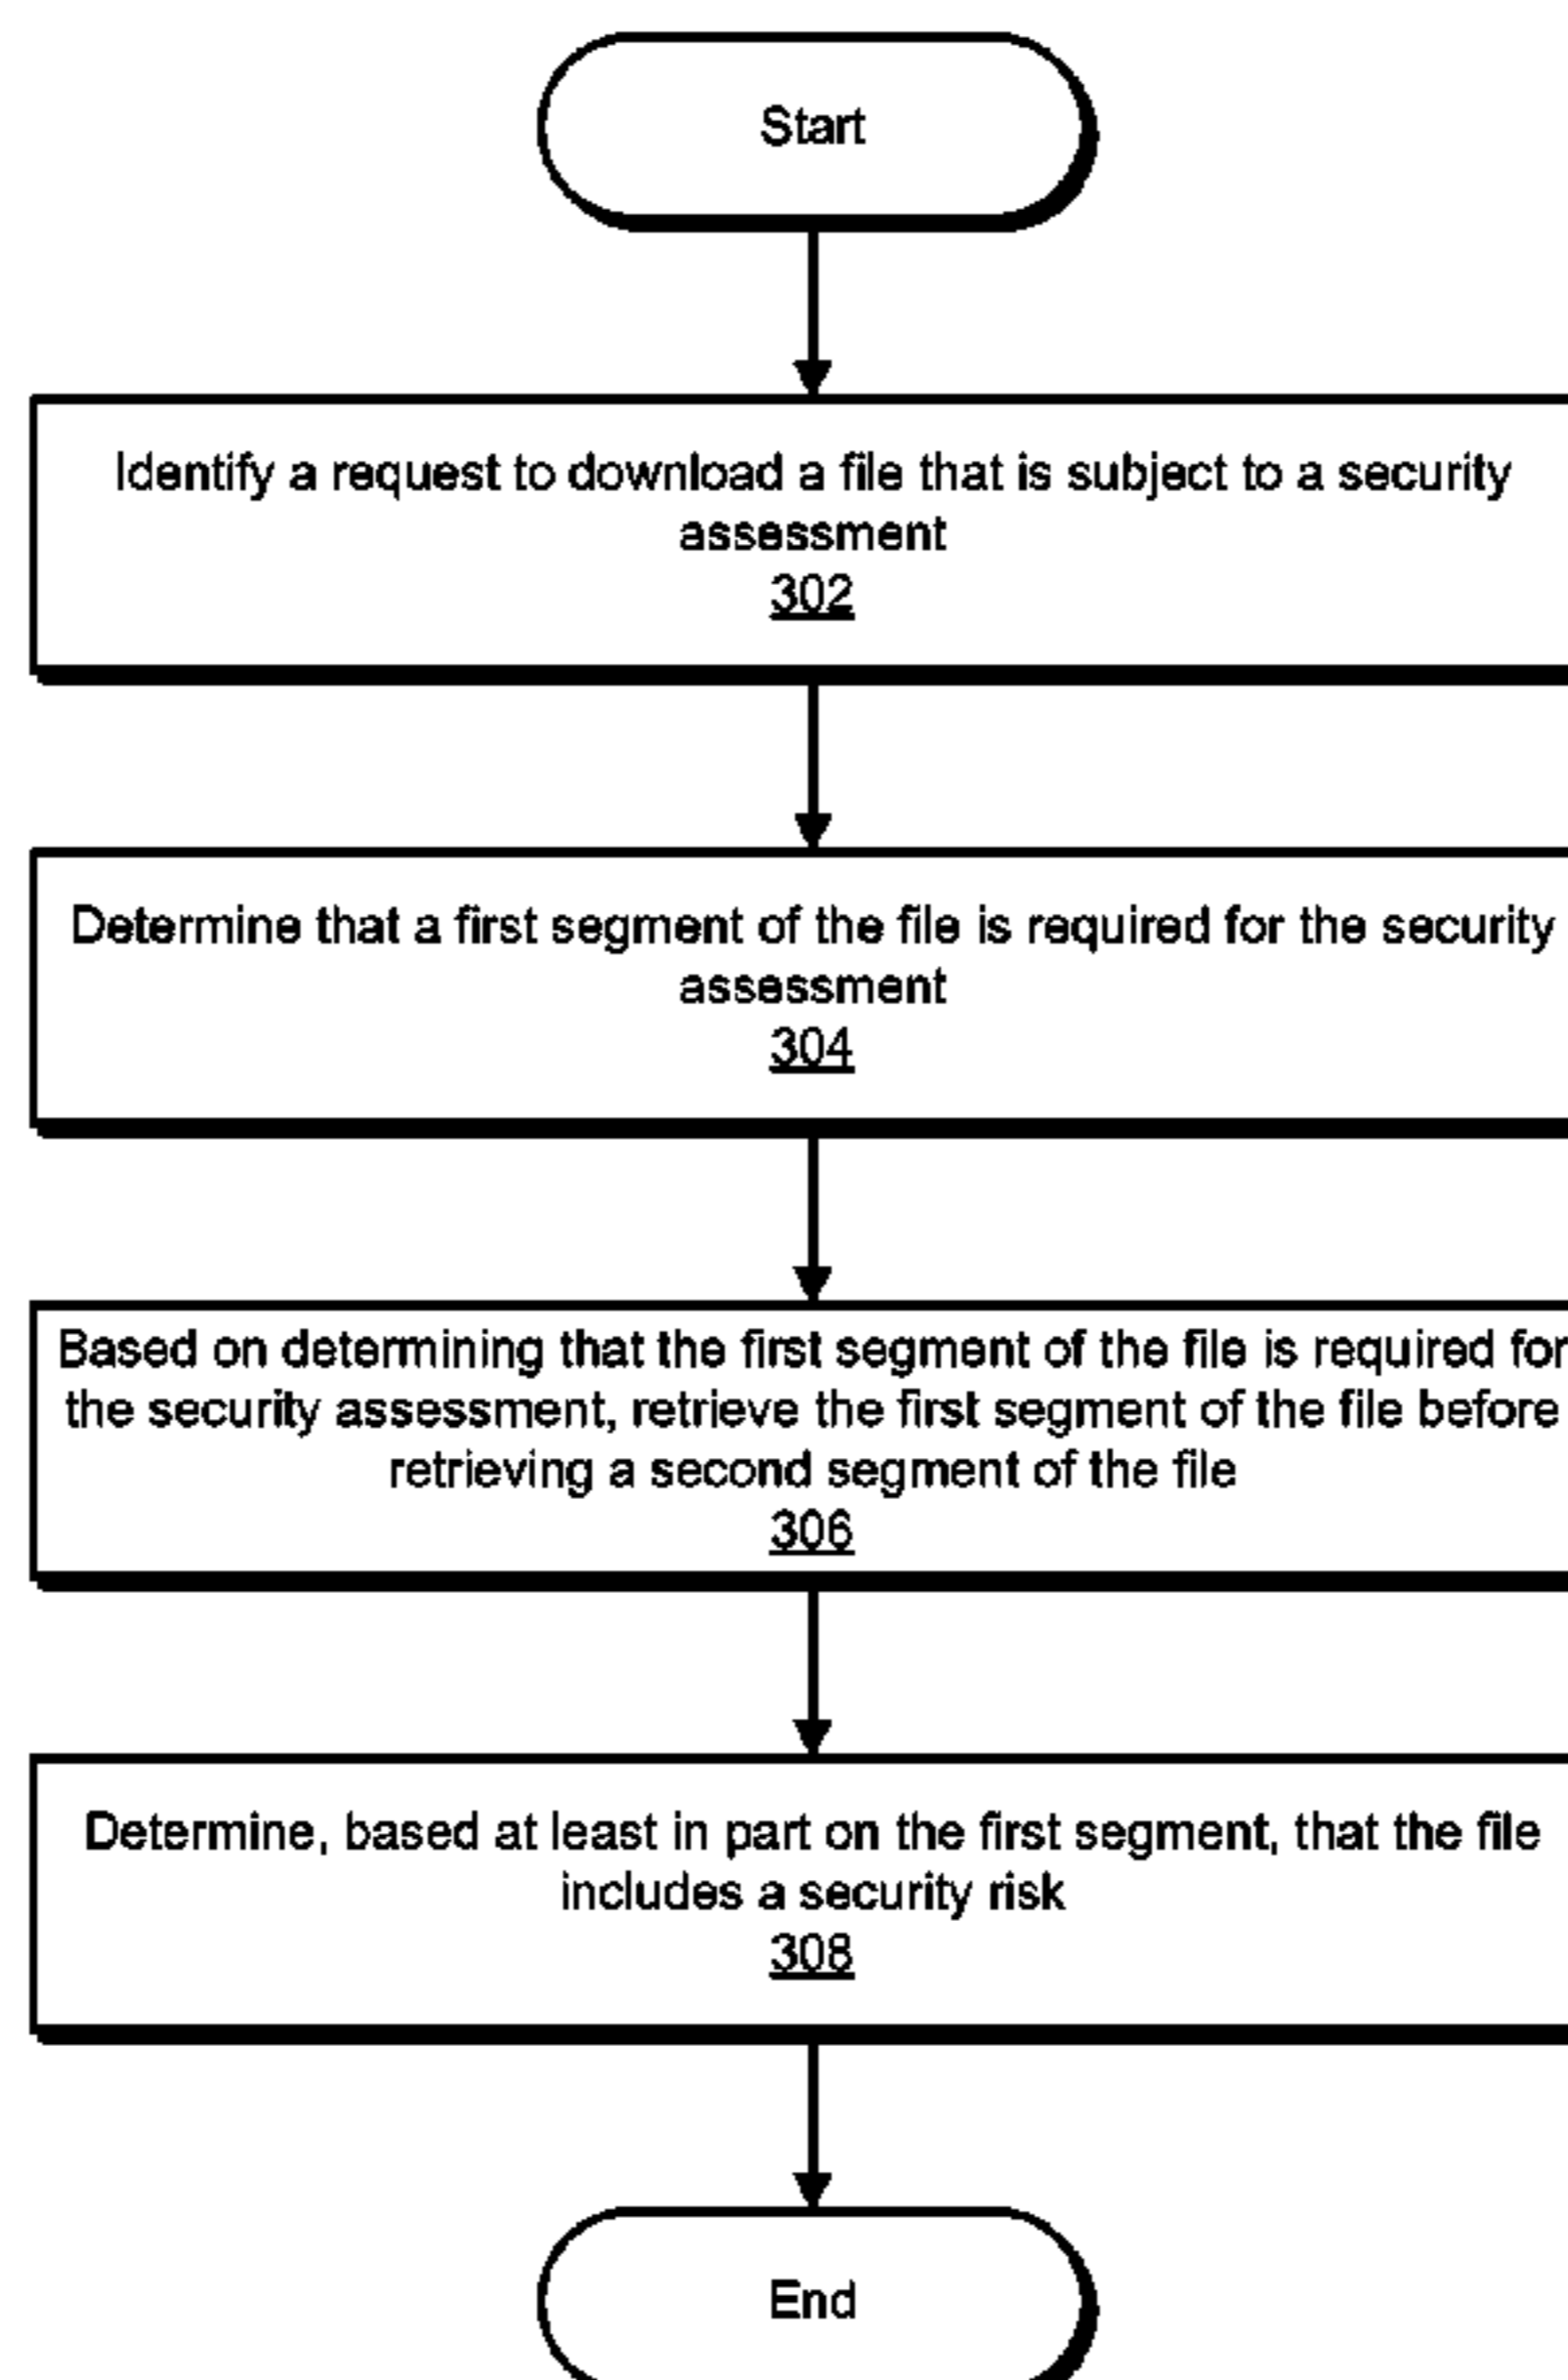 Start
Identify a request to download a file that is subject to a security
assessment
302
Determine that a first segment of the file is required for the security
assessment
304
Based on determining that the first segment of the file is required for
the security assessment, retrieve the first segment of the file before
retrieving a second segment of the file
306
Determine, based at least in part on the first segment, that the file
includes a security risk
308
End